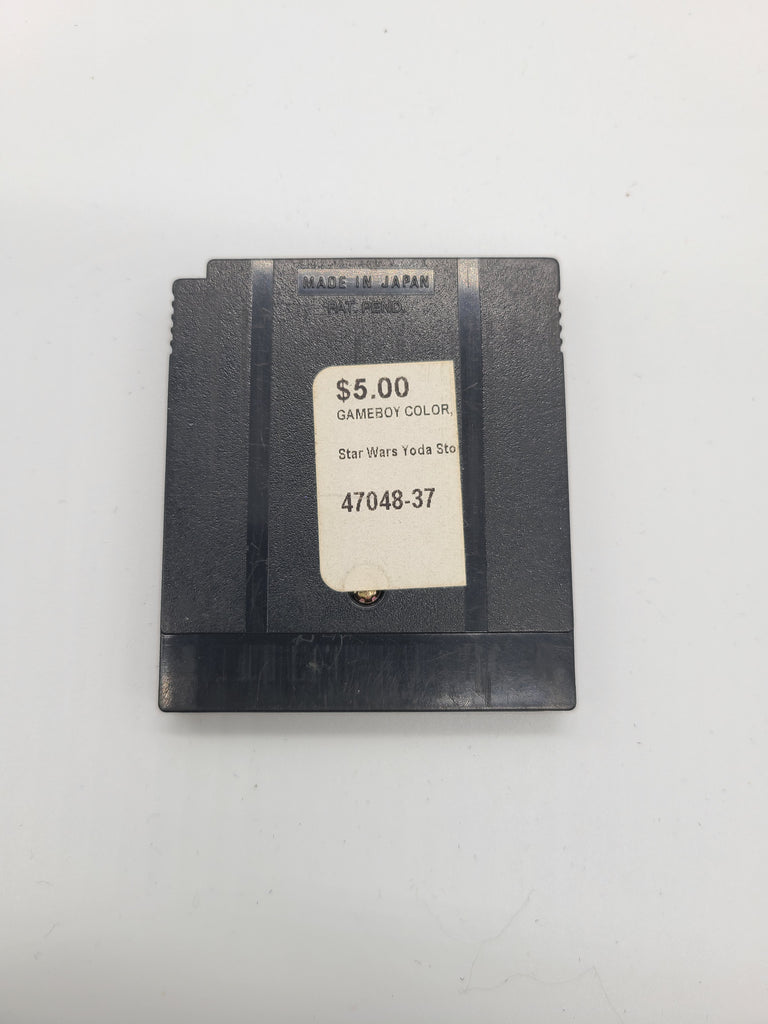 MADE IN JAPAN
PAT. PEND.
$5.00
GAMEBOY COLOR,
Star Wars Yoda Sto
47048-37